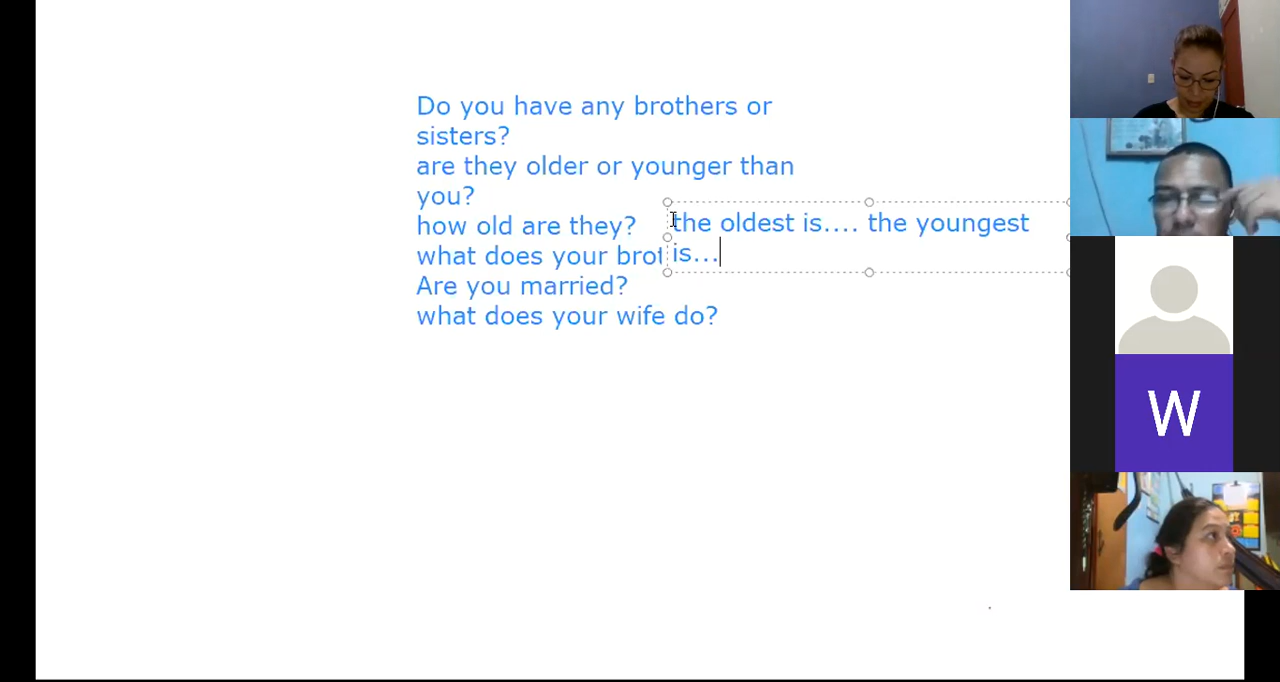 Do you have any brothers or
sisters?
are they older or younger than
you?
how old are they?
what does your
Are you married?
what does your wife do?
the oldest is.... the youngest
is...
W